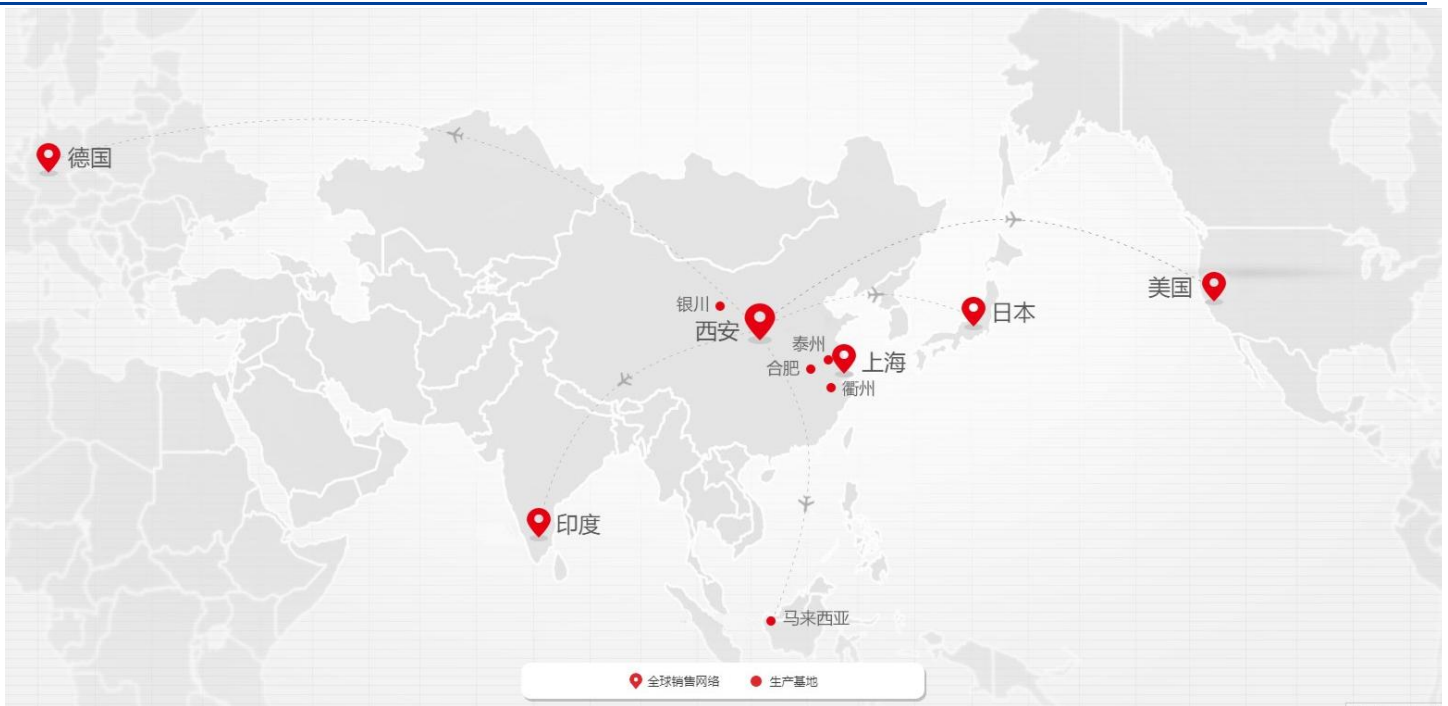 德国
美国
银川
日本
西安
泰州
上海
合肥
衢州
印度
马来西亚
全球销售网络
生产基地